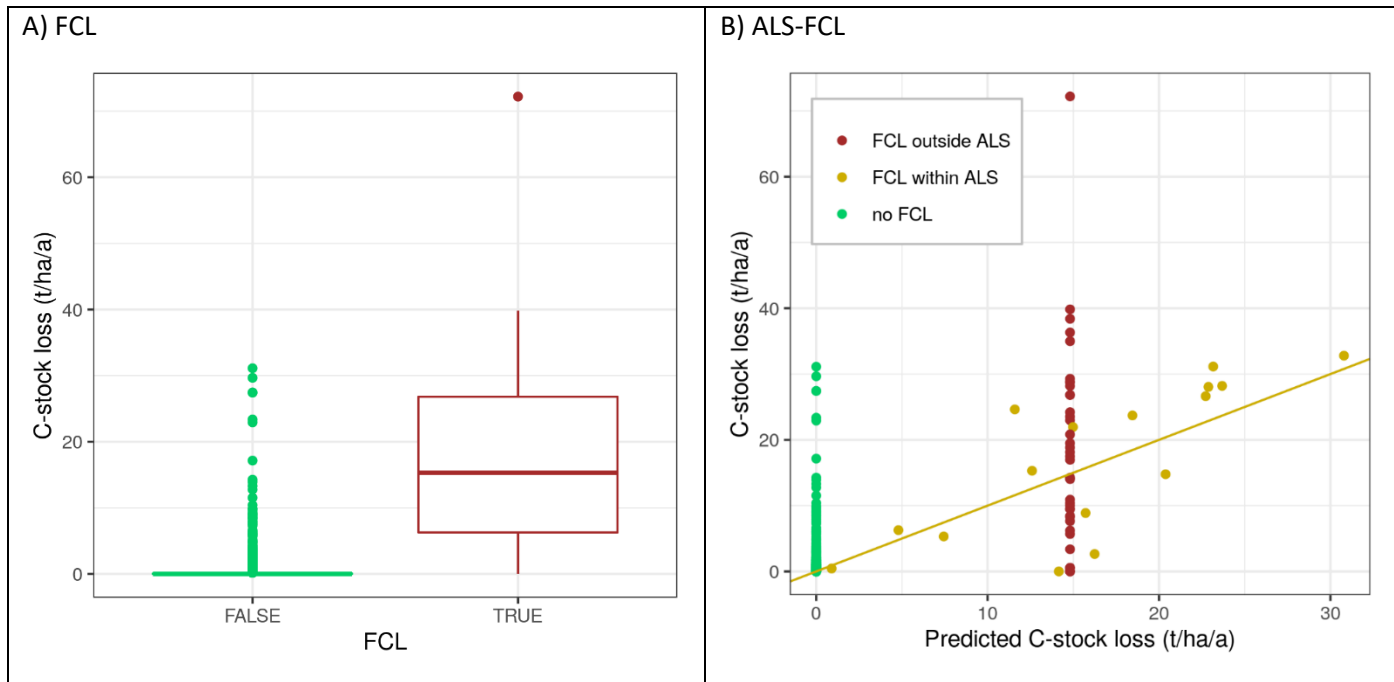 A) FCL
C-stock loss (t/ha/a)
60
40
20
0
FALSE
TRUE
FCL
B) ALS-FCL
C-stock loss (t/ha/a)
60
40
20
0
FCL outside ALS
FCL within ALS
no FCL
0
10
20
30
Predicted C-stock loss (t/ha/a)